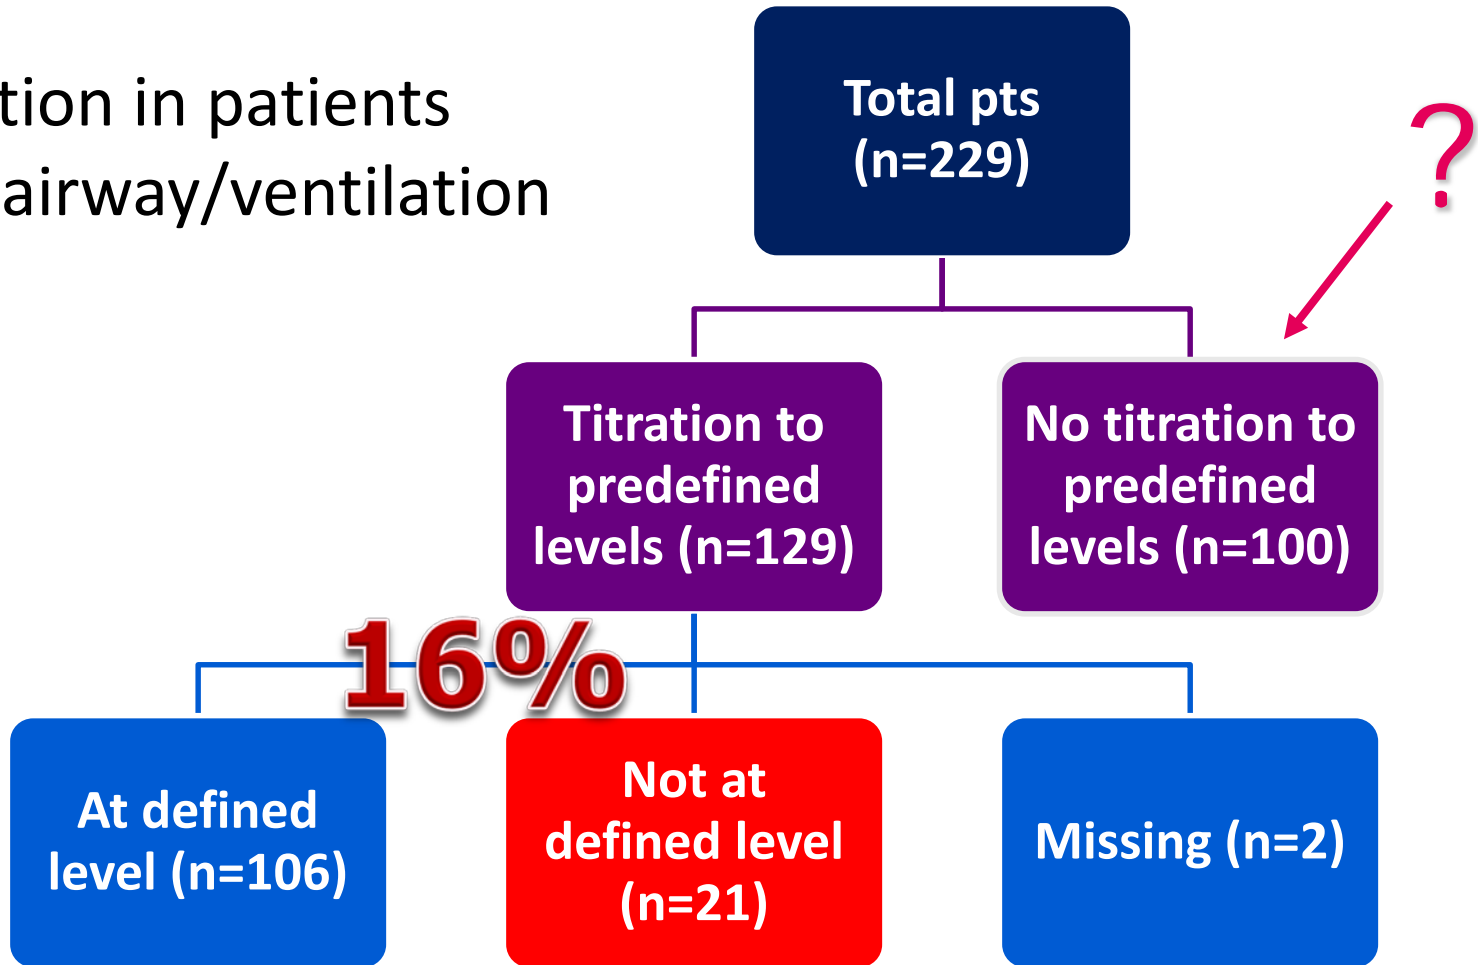 tion in patients
airway/ventilation
Total pts
(n=229)
?
Titration to
predefined
levels (n=129)
No titration to
predefined
levels (n=100)
16%
At defined
level (n=106)
Not at
defined level
(n=21)
Missing (n=2)